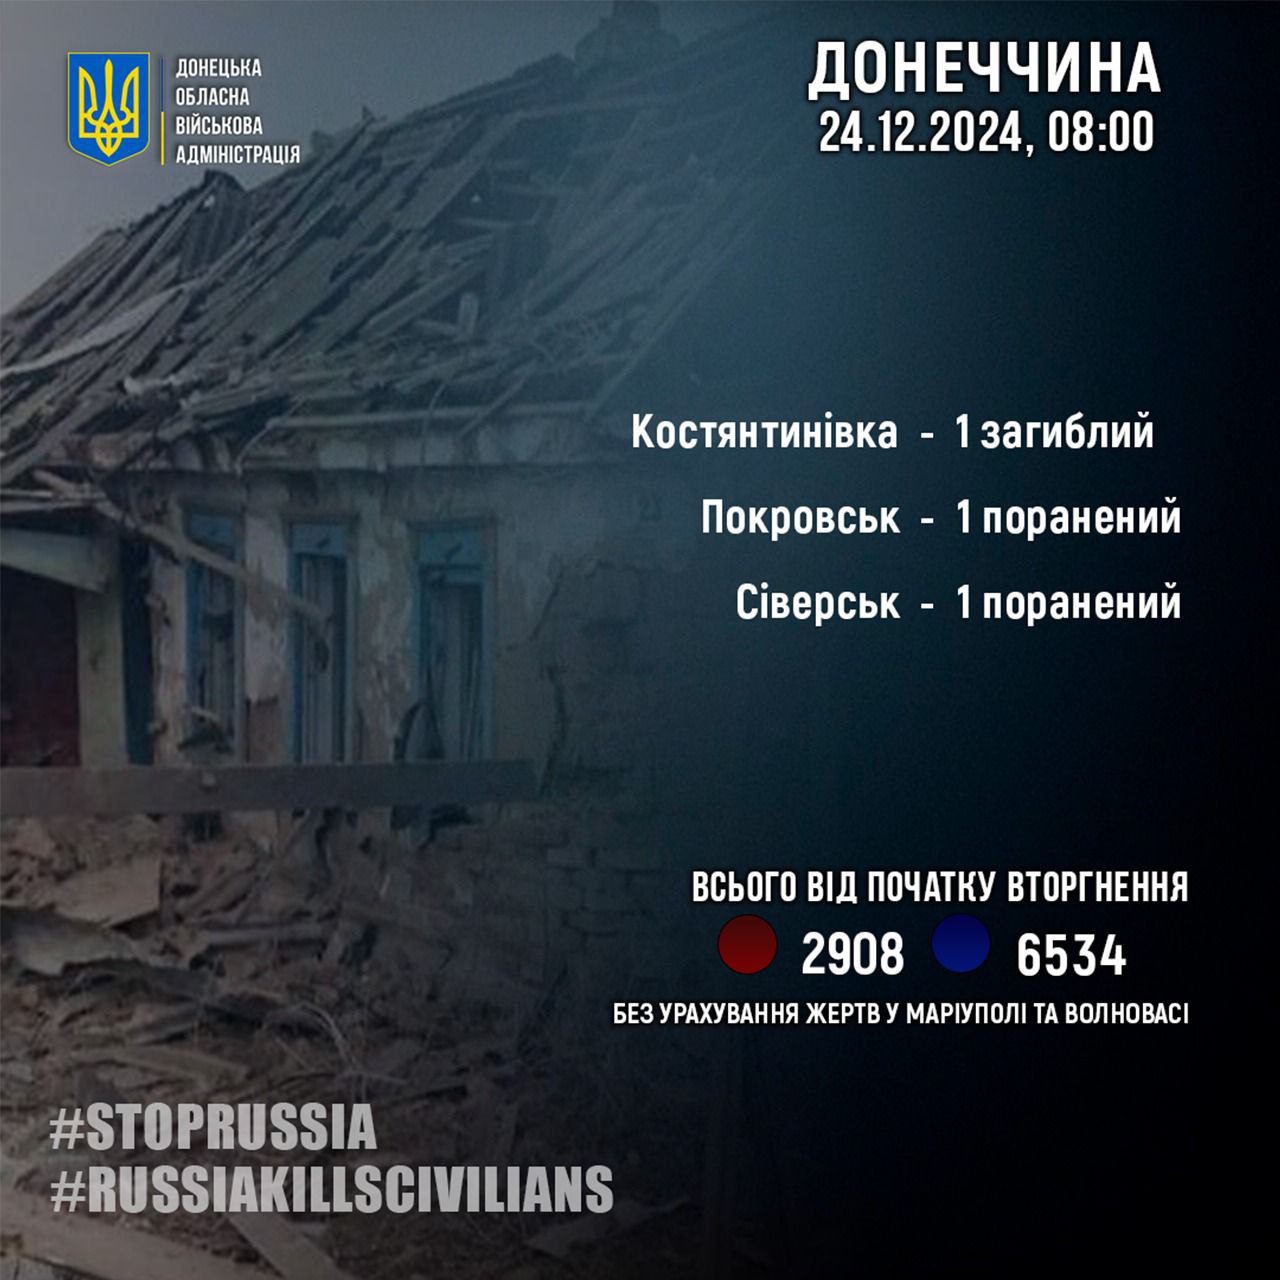 ДОНЕЦЬКА
ОБЛАСНА
ВІЙСЬКОВА
АДМІНІСТРАЦІЯ
ДОНЕЧЧИНА
24.12.2024, 08:00
Костянтинівка - 1 загиблий
Покровськ - 1 поранений
Сіверськ - 1 поранений
ВСЬОГО ВІД ПОЧАТКУ ВТОРГНЕННЯ
2908 6534
БЕЗ УРАХУВАННЯ ЖЕРТВ У МАРІУПОЛІ ТА ВОЛНОВАСІ
#STOPRUSSIA
#RUSSIAKILLSCIVILIANS